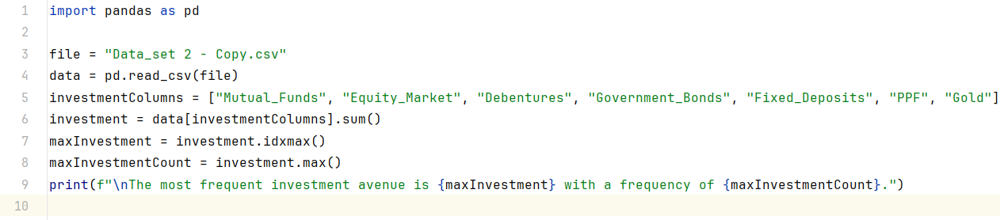 1 import pandas as pd
2
3 file = "Data_set 2 - Copy.csv"
4 data = pd.read_csv(file)
5 investmentColumns = ["Mutual_Funds", "Equity_Market", "Debentures", "Government_Bonds", "Fixed_Deposits", "PPF", "Gold"]
6 investment = data[investmentColumns].sum()
7 maxInvestment = investment.idxmax()
8 maxInvestmentCount = investment.max()
9 print(f"\nThe most frequent investment avenue is {maxInvestment} with a frequency of {maxInvestmentCount}.")
10